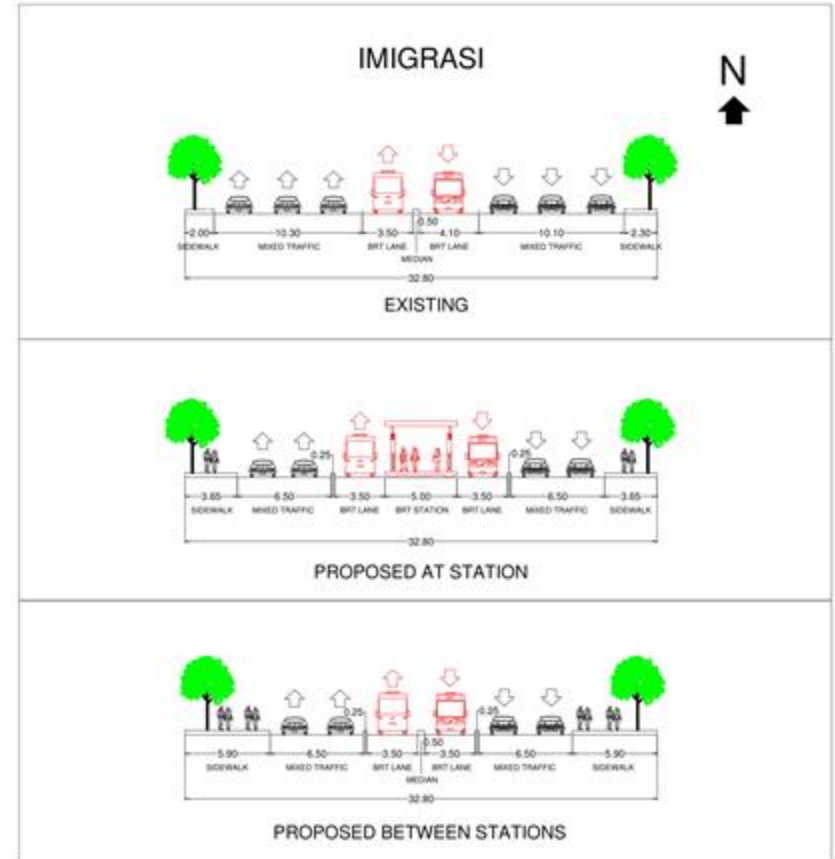 IMIGRASI
N
0.50
2.00 10.30 3.50 4.10 10.10 2.30
SIDEWALK MIXED TRAFFIC BRT LANE BRT LANE MIXED TRAFFIC SIDEWALK
MEDIAN
32.80
EXISTING
0.25 0.25
3.65 6.50 3.50 5.00 3.50 6.50 3.65
SIDEWALK MIXED TRAFFIC BRT LANE BRT STATION BRT LANE MIXED TRAFFIC SIDEWALK
32.80
PROPOSED AT STATION
0.25 0.25
0.50
5.90 6.50 3.50 3.50 6.50 5.90
SIDEWALK MIXED TRAFFIC BRT LANE BRT LANE MIXED TRAFFIC SIDEWALK
MEDIAN
32.80
PROPOSED BETWEEN STATIONS